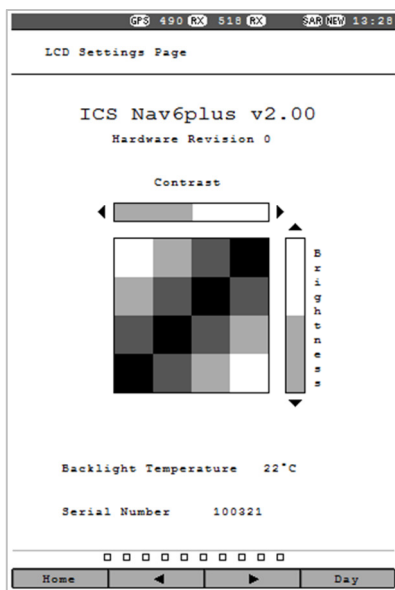 GPS 490 RX 518 RX SAR NEW 13:28
LCD Settings Page
ICS Nav6plus v2.00
Hardware Revision 0
Contrast
Brightness
Backlight Temperature 22°C
Serial Number 100321
Home Day